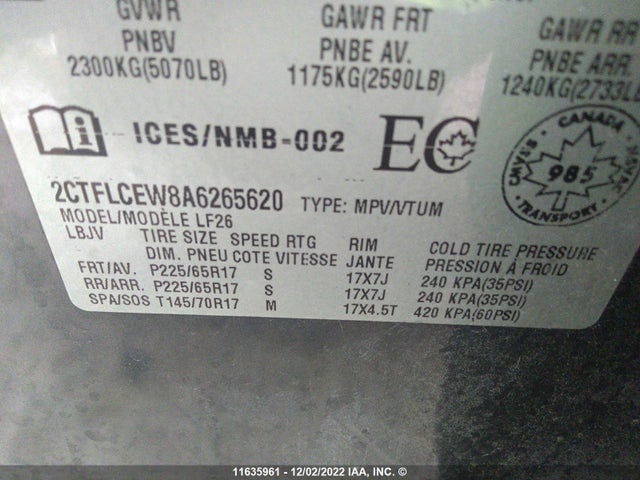 GVWR GAWR FRT GAWR RR
PNBV PNBE AV. PNBE ARR.
2300KG(5070LB) 1175KG(2590LB) 1240KG(2733LB
ICES/NMB-002 EC
CMVSS CANADA NSVAC
985
TRANSPORT
2CTFLCEW8A6265620 TYPE: MPV/VTUM
MODEL/MODÈLE LF26
LBJV TIRE SIZE SPEED RTG RIM COLD TIRE PRESSURE
DIM. PNEU COTE VITESSE JANTE PRESSION À FROID
FRT/AV. P225/65R17 S 17X7J 240 KPA(35PSI)
RR/ARR. P225/65R17 S 17X7J 240 KPA(35PSI)
SPA/SOS T145/70R17 M 17X4.5T 420 KPA(60PSI)
11635961 - 12/02/2022 IAA, INC. ©